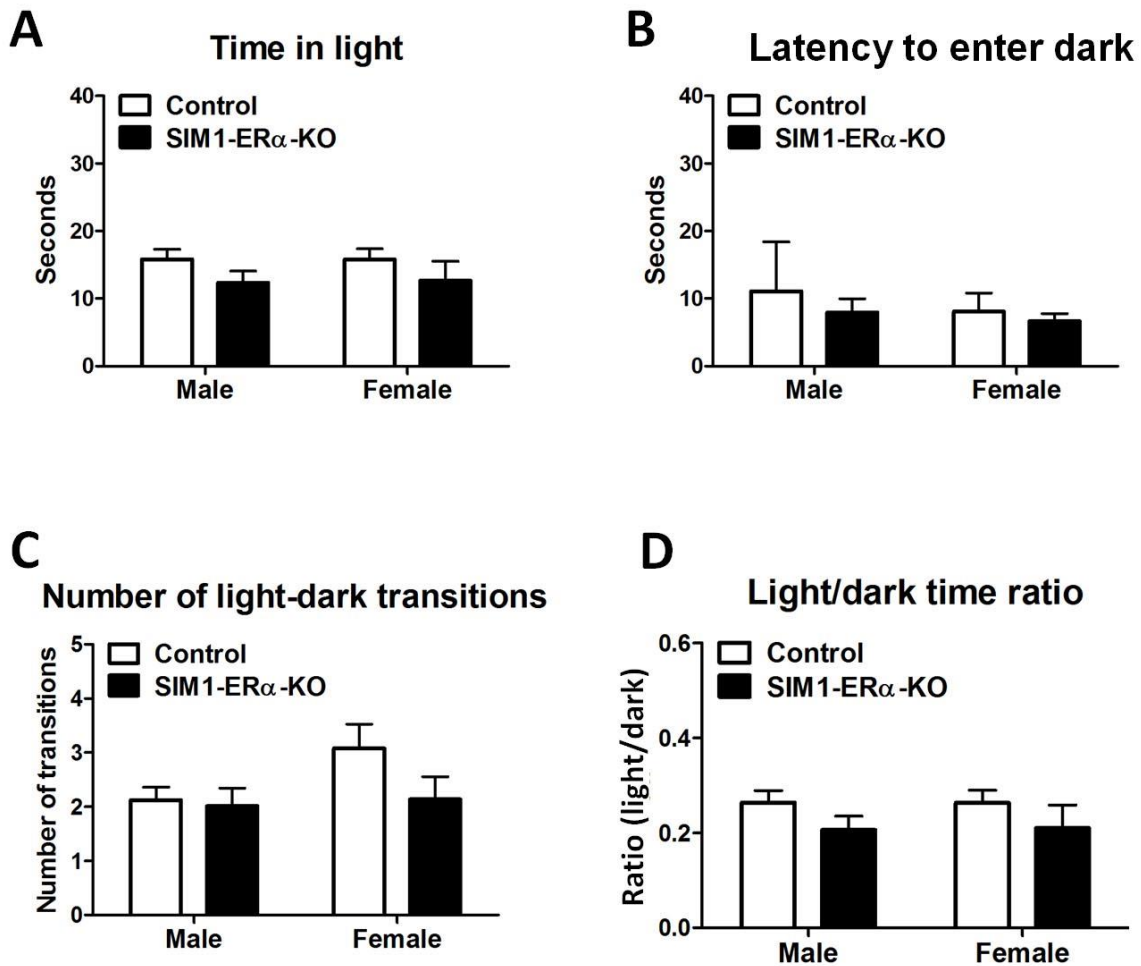 A
Time in light
Control
SIM1-ERα-KO
Seconds
40
30
20
10
0
Male Female
B
Latency to enter dark
Control
SIM1-ERα-KO
Seconds
40
30
20
10
0
Male Female
C
Number of light-dark transitions
Control
SIM1-ERα-KO
Number of transitions
5
4
3
2
1
0
Male Female
D
Light/dark time ratio
Control
SIM1-ERα-KO
Ratio (light/dark)
0.6
0.4
0.2
0.0
Male Female